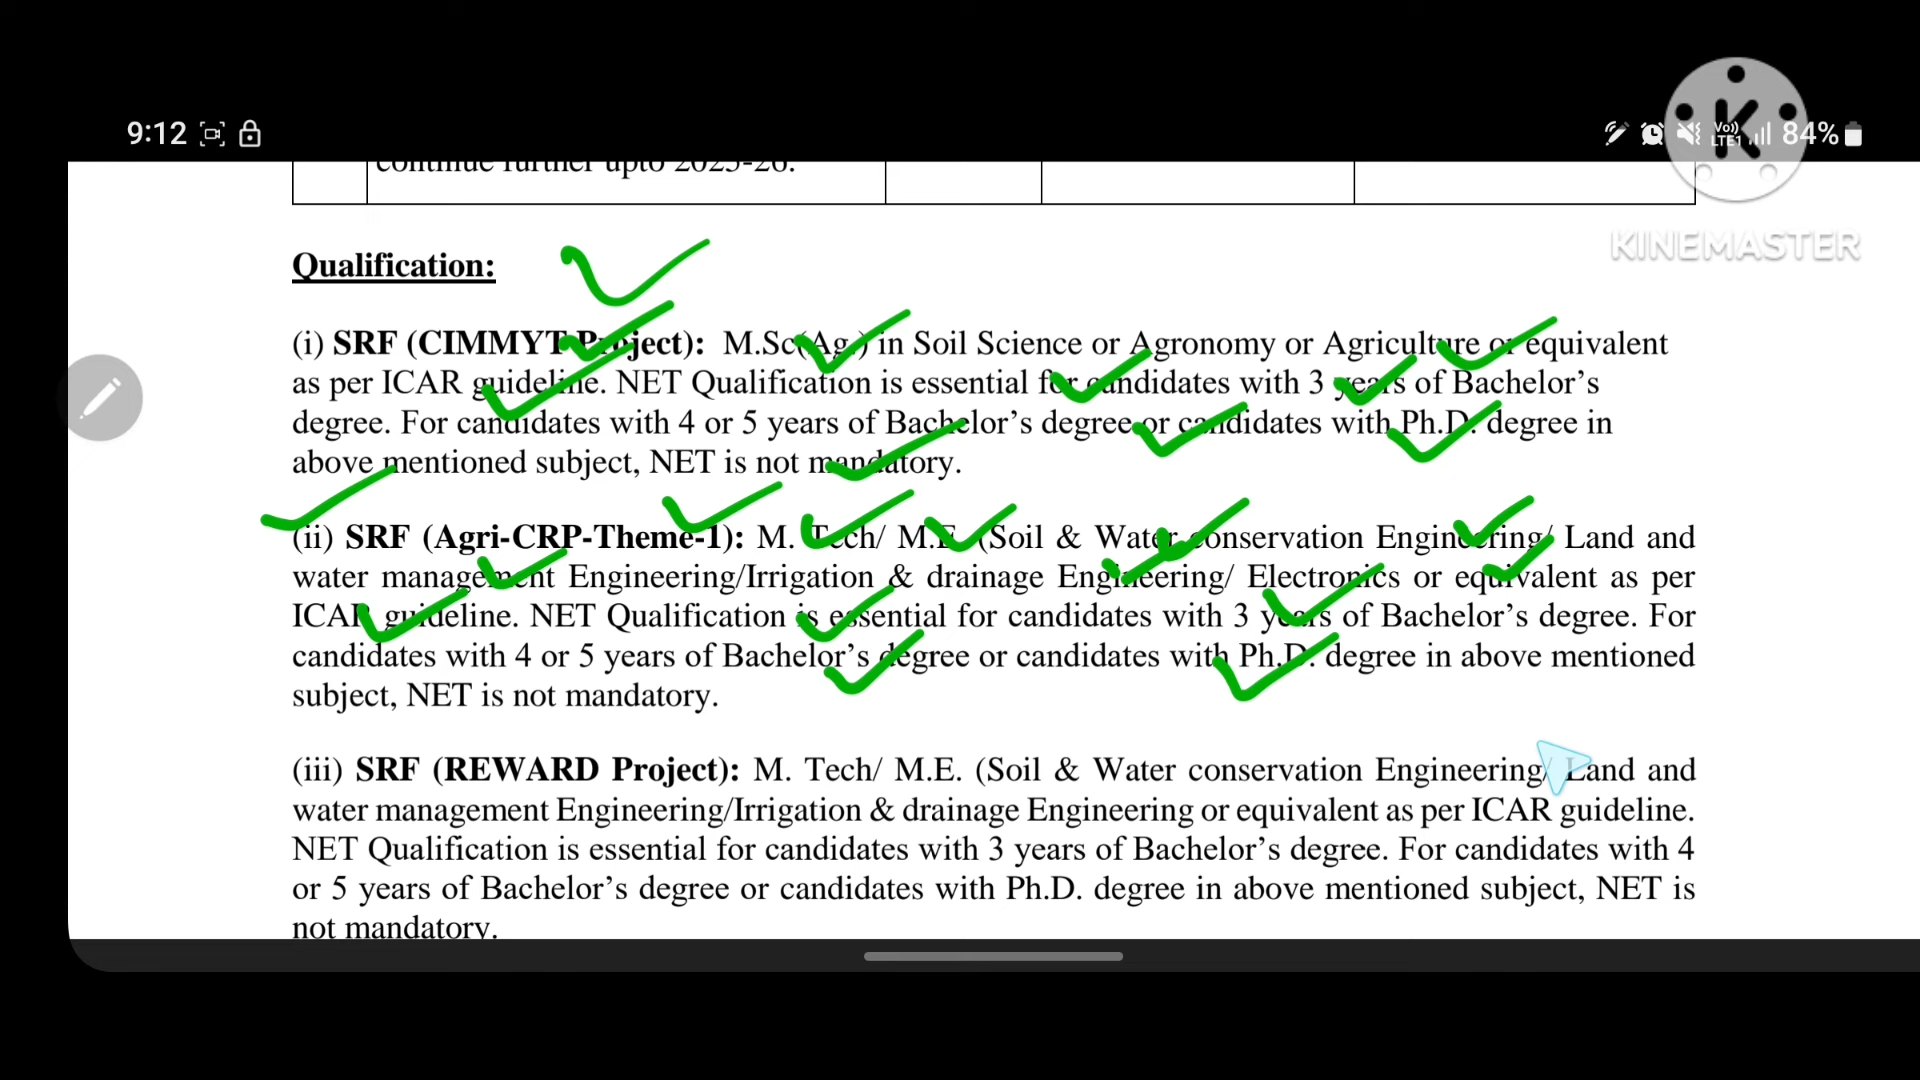 9:12
Vo)) LTE1 84%
KINEMASTER
continue further upto 2025-26.
Qualification:
(i) SRF (CIMMYT Project): M.Sc(Ag.) in Soil Science or Agronomy or Agriculture or equivalent
as per ICAR guideline. NET Qualification is essential for candidates with 3 years of Bachelor’s
degree. For candidates with 4 or 5 years of Bachelor’s degree or candidates with Ph.D. degree in
above mentioned subject, NET is not mandatory.
(ii) SRF (Agri-CRP-Theme-1): M. Tech/ M.E. (Soil & Water conservation Engineering/ Land and
water management Engineering/Irrigation & drainage Engineering/ Electronics or equivalent as per
ICAR guideline. NET Qualification is essential for candidates with 3 years of Bachelor’s degree. For
candidates with 4 or 5 years of Bachelor’s degree or candidates with Ph.D. degree in above mentioned
subject, NET is not mandatory.
(iii) SRF (REWARD Project): M. Tech/ M.E. (Soil & Water conservation Engineering/ Land and
water management Engineering/Irrigation & drainage Engineering or equivalent as per ICAR guideline.
NET Qualification is essential for candidates with 3 years of Bachelor’s degree. For candidates with 4
or 5 years of Bachelor’s degree or candidates with Ph.D. degree in above mentioned subject, NET is
not mandatory.